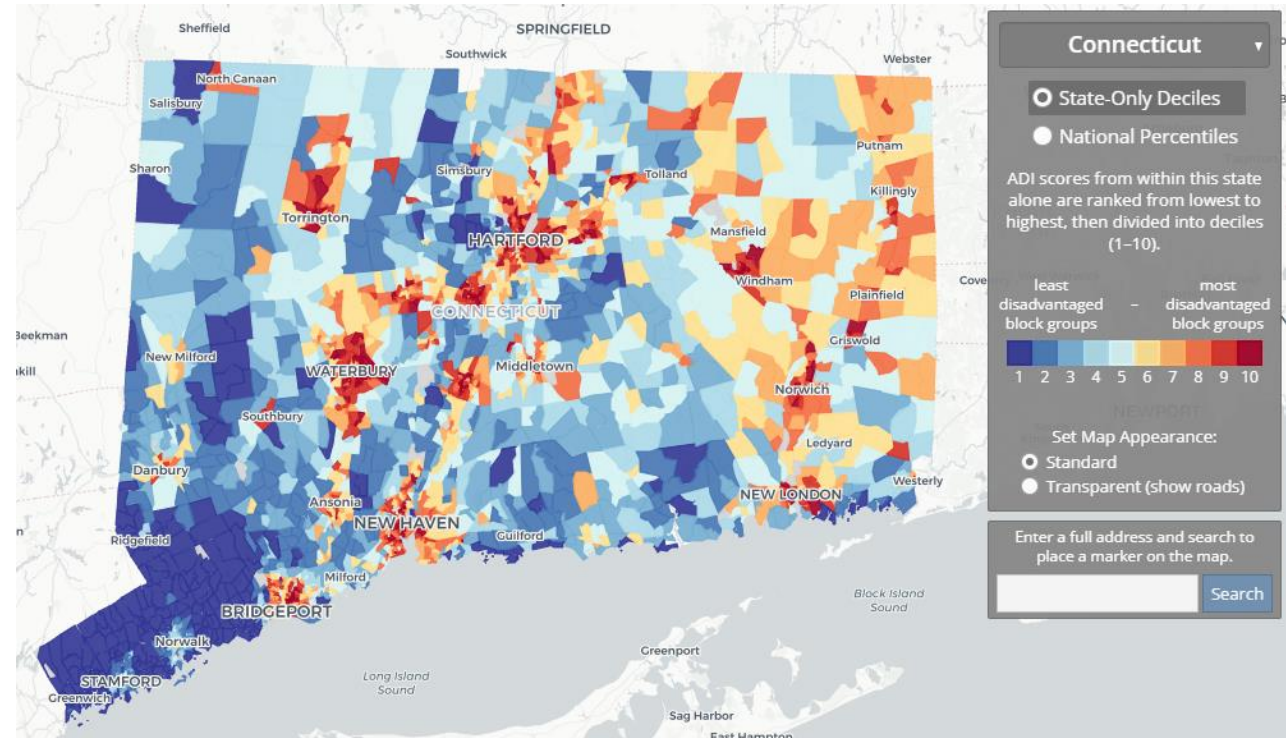 Sheffield
SPRINGFIELD
Southwick
Webster
North Canaan
Salisbury
Sharon
Simsbury
Tolland
Putnam
Killingly
Torrington
HARTFORD
Mansfield
Windham
Plainfield
CONNECTICUT
Beekman
New Milford
WATERBURY
Middletown
Griswold
Norwich
Southbury
Ledyard
Danbury
Ansonia
NEW LONDON
Westerly
NEW HAVEN
Ridgefield
Guilford
Milford
BRIDGEPORT
Block Island
Sound
Norwalk
STAMFORD
Greenwich
Long Island
Sound
Greenport
Sag Harbor
East Hampton
Connecticut
State-Only Deciles
National Percentiles
ADI scores from within this state
alone are ranked from lowest to
highest, then divided into deciles
(1–10).
least
disadvantaged
block groups
–
most
disadvantaged
block groups
1 2 3 4 5 6 7 8 9 10
NEWPORT
Set Map Appearance:
Standard
Transparent (show roads)
Enter a full address and search to
place a marker on the map.
Search